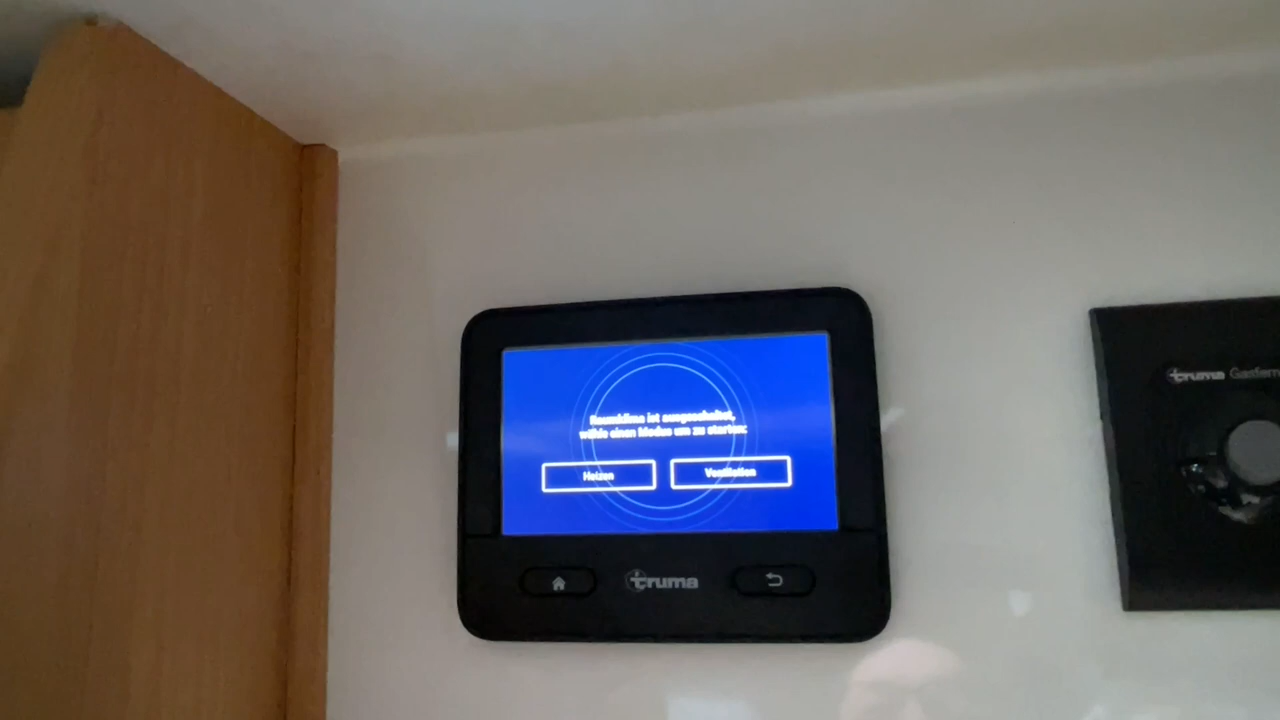 Raumklima ist ausgeschaltet,
wähle einen Modus um zu starten:
Heizen
Ventilation
truma
truma